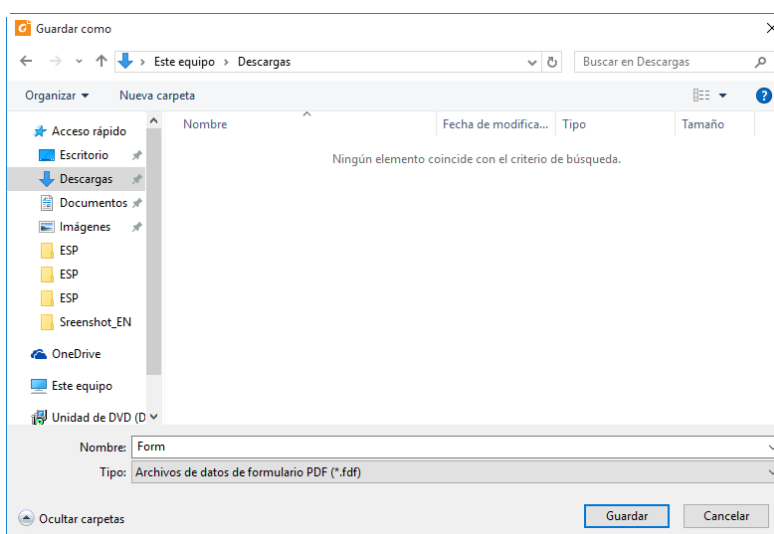 Guardar como
Este equipo › Descargas
Buscar en Descargas
Organizar
Nueva carpeta
Nombre
Fecha de modifica...
Tipo
Tamaño
Ningún elemento coincide con el criterio de búsqueda.
Acceso rápido
Escritorio
Descargas
Documentos
Imágenes
ESP
ESP
ESP
Sreenshot_EN
OneDrive
Este equipo
Unidad de DVD (D
Nombre: Form
Tipo: Archivos de datos de formulario PDF (*.fdf)
Ocultar carpetas
Guardar
Cancelar